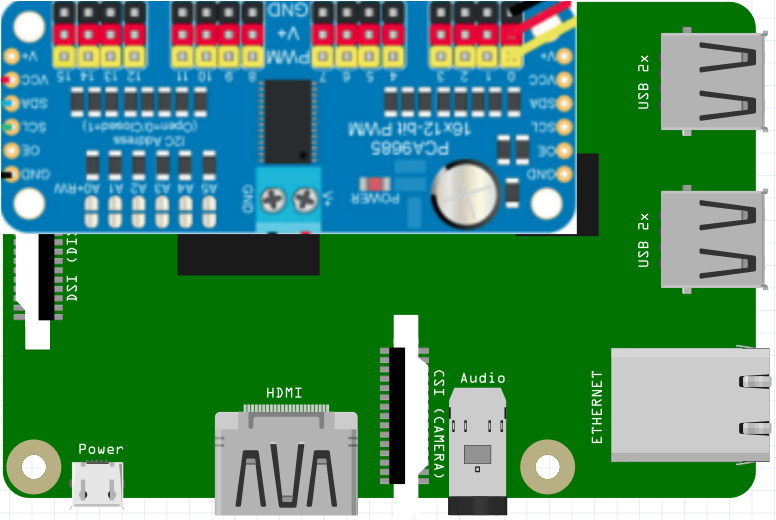 GND
V+
PWM
V+
VCC
SDA
SCL
OE
GND
15 14 13 12 11 10 9 8 7 6 5 4 3 2 1 0
I2C Address
(Open=0/Closed=1)
A0 A1 A2 A3 A4 A5
+RW
16x12-bit PWM
PCA9685
GND
V+
POWER
V+
VCC
SDA
SCL
OE
GND
USB 2x
USB 2x
DSI (DI
HDMI
Power
CSI (CAMERA)
Audio
ETHERNET